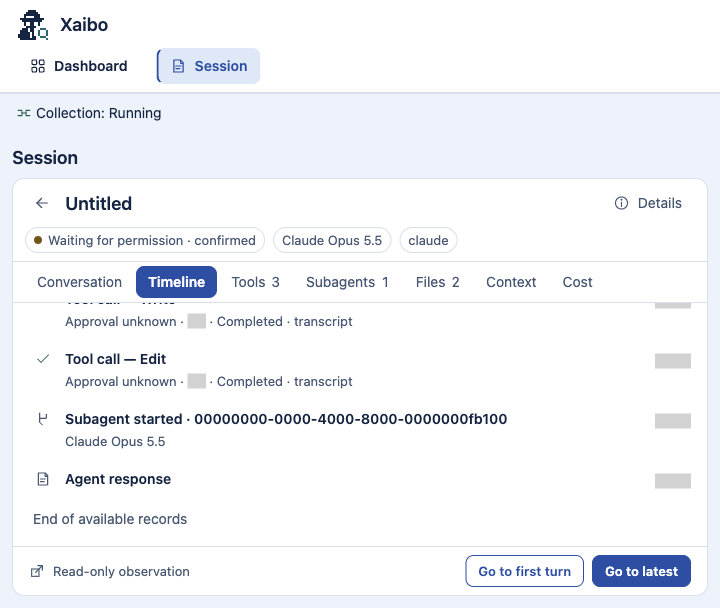 Xaibo
Dashboard
Session
Collection: Running
Session
Untitled
Details
Waiting for permission · confirmed
Claude Opus 5.5
claude
Conversation
Timeline
Tools 3
Subagents 1
Files 2
Context
Cost
Approval unknown · · Completed · transcript
Tool call — Edit
Approval unknown · · Completed · transcript
Subagent started · 00000000-0000-4000-8000-0000000fb100
Claude Opus 5.5
Agent response
End of available records
Read-only observation
Go to first turn
Go to latest